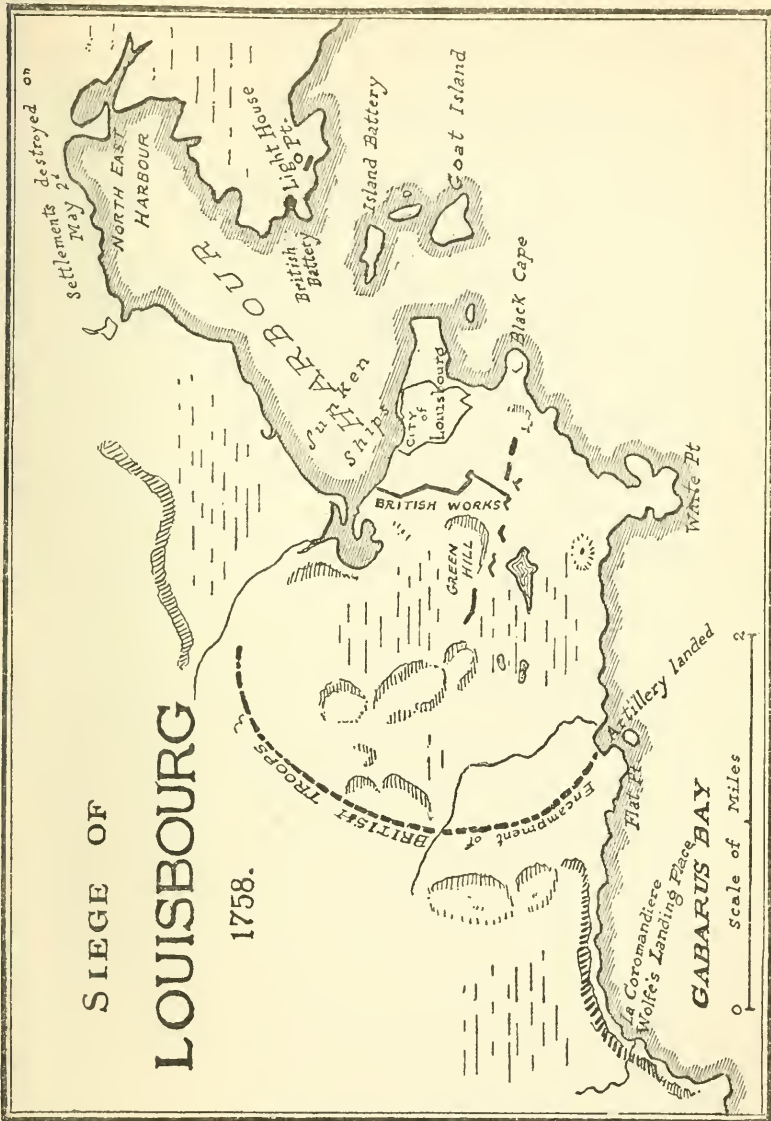 SIEGE OF
LOUISBOURG
1758.
Settlements destroyed on
May 2d
NORTH EAST
HARBOUR
HARBOUR
Sunken
Ships
Light House
Pt.
British
Battery
Island Battery
Goat Island
CITY
of
Louisbourg
Black Cape
BRITISH WORKS
GREEN
HILL
White Pt
Encampment of BRITISH TROOPS
Artillery landed
Flat Pt
La Coromandiere
Wolfe's Landing Place
GABARUS BAY
0 2
Scale of Miles